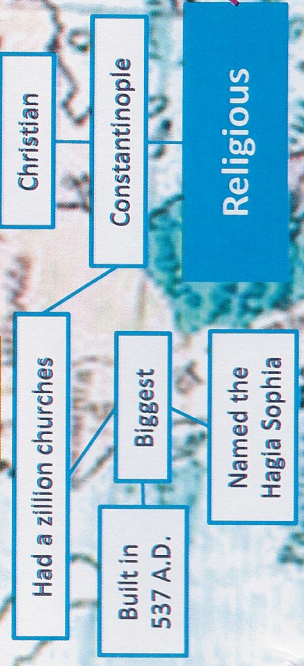 Religious
Constantinople
Christian
Had a zillion churches
Biggest
Built in
537 A.D.
Named the
Hagia Sophia